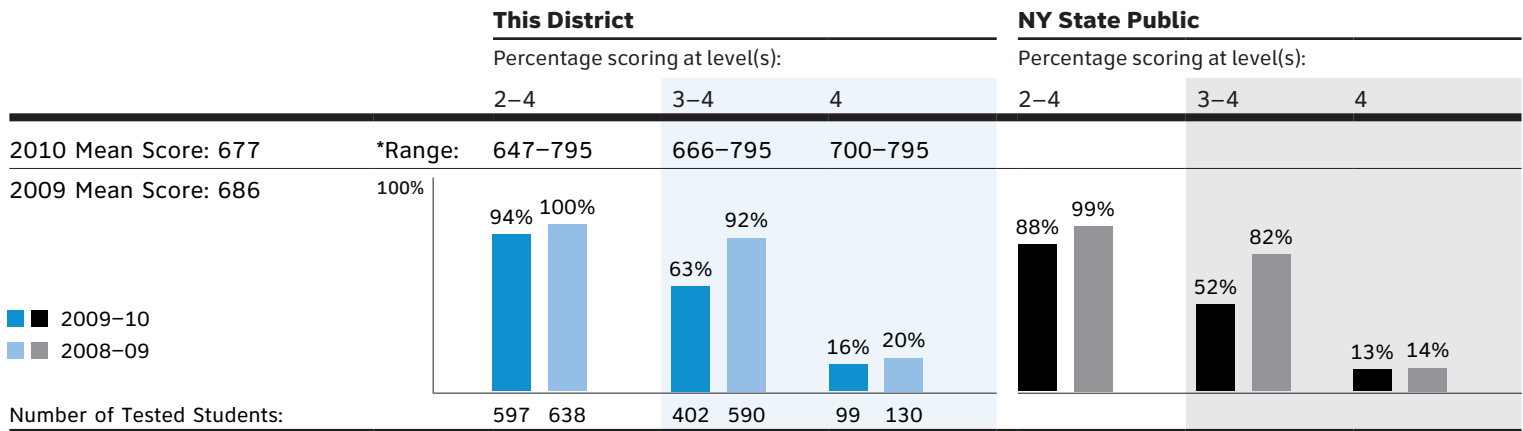 This District NY State Public
Percentage scoring at level(s): Percentage scoring at level(s):
2–4 3–4 4 2–4 3–4 4
2010 Mean Score: 677 *Range: 647–795 666–795 700–795
2009 Mean Score: 686 100%
94% 100% 92% 88% 99%
63% 82%
52%
2009–10
2008–09 16% 20% 13% 14%
Number of Tested Students: 597 638 402 590 99 130